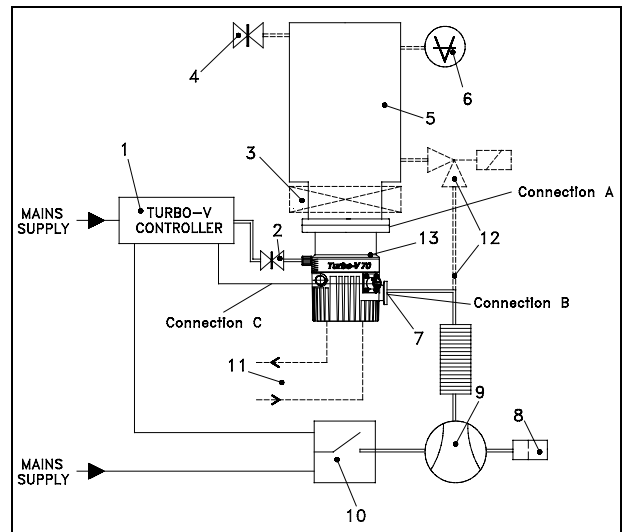 4
6
5
1
3
Connection A
MAINS
SUPPLY
TURBO-V
CONTROLLER
2
13
12
Turbo-V 70
Connection C
Connection B
7
11
9
8
MAINS
SUPPLY
10